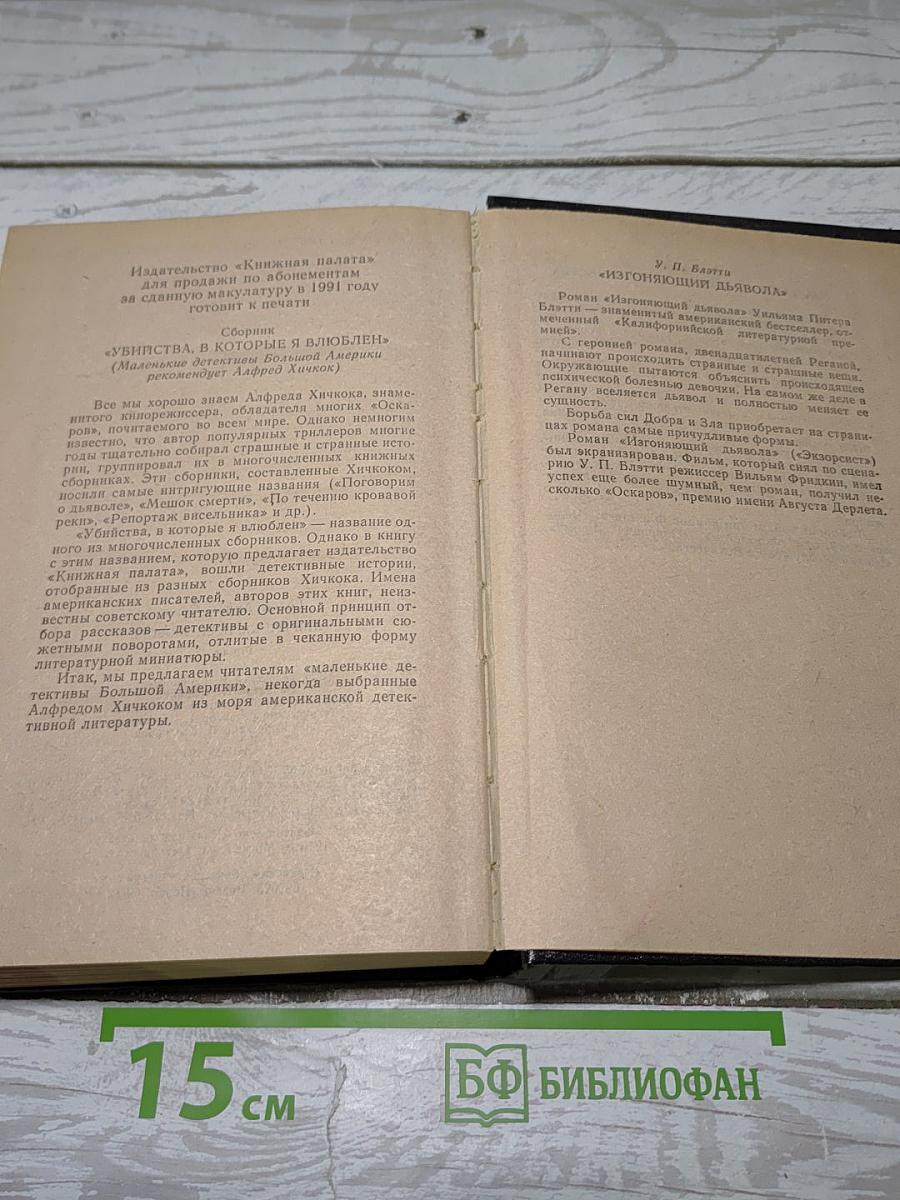 Издательство «Книжная палата»
для продажи по абонементам
за сданную макулатуру в 1991 году
готовит к печати
Сборник
«УБИЙСТВА, В КОТОРЫЕ Я ВЛЮБЛЕН»
(Маленькие детективы Большой Америки
рекомендует Алфред Хичкок)
Все мы хорошо знаем Алфреда Хичкока, знаме-
нитого кинорежиссера, обладателя многих «Оска-
ров», почитаемого во всем мире. Однако немногим
известно, что автор популярных триллеров многие
годы тщательно собирал страшные и странные исто-
рии, группировал их в многочисленных книжных
сборниках. Эти сборники, составленные Хичкоком,
носили самые интригующие названия («Поговорим
о дьяволе», «Мешок смерти», «По течению кровавой
реки», «Репортаж висельника» и др.).
«Убийства, в которые я влюблен» — название од-
ного из многочисленных сборников. Однако в книгу
с этим названием, которую предлагает издательство
«Книжная палата», вошли детективные истории,
отобранные из разных сборников Хичкока. Имена
американских писателей, авторов этих книг, неиз-
вестны советскому читателю. Основной принцип от-
бора рассказов — детективы с оригинальными сю-
жетными поворотами, отлитые в чеканную форму
литературной миниатюры.
Итак, мы предлагаем читателям «маленькие де-
тективы Большой Америки», некогда выбранные
Алфредом Хичкоком из моря американской детек-
тивной литературы.
У. П. Блэтти
«ИЗГОНЯЮЩИЙ ДЬЯВОЛА»
Роман «Изгоняющий дьявола» Уильяма Питера
Блэтти — знаменитый американский бестселлер, от-
меченный «Калифорнийской литературной пре-
мией».
С героиней романа, двенадцатилетней Реганой,
начинают происходить странные и страшные вещи.
Окружающие пытаются объяснить происходящее
психической болезнью девочки. На самом же деле в
Регану вселяется дьявол и полностью меняет ее
сущность.
Борьба сил Добра и Зла приобретает на страни-
цах романа самые причудливые формы.
Роман «Изгоняющий дьявола» («Экзорсист»)
был экранизирован. Фильм, который снял по сцена-
рию У. П. Блэтти режиссер Вильям Фридкин, имел
успех еще более шумный, чем роман, получил не-
сколько «Оскаров», премию имени Августа Дерлета.
15 см
БФ БИБЛИОФАН